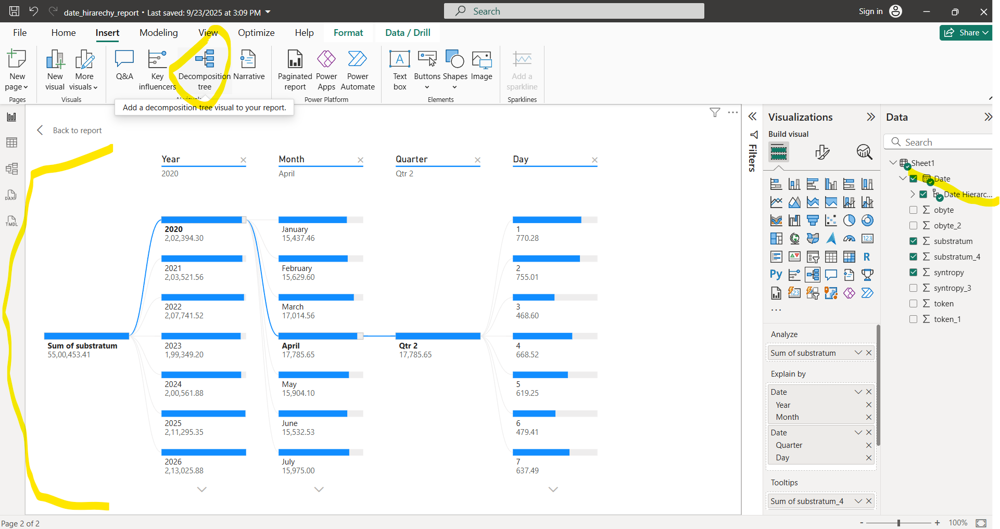 date_hirarechy_report • Last saved: 9/23/2025 at 3:09 PM
Search
Sign in
File
Home
Insert
Modeling
View
Optimize
Help
Format
Data / Drill
Share
New page
New visual
More visuals
Q&A
Key influencers
Decomposition tree
Narrative
Paginated report
Power Apps
Power Automate
Text box
Buttons
Shapes
Image
Add a sparkline
Pages
Visuals
Power Platform
Elements
Sparklines
Add a decomposition tree visual to your report.
Back to report
Year
2020
Month
April
Quarter
Qtr 2
Day
Sum of substratum
55,00,453.41
2020
2,02,394.30
2021
2,03,521.56
2022
2,07,741.52
2023
1,99,349.20
2024
2,00,561.88
2025
2,11,295.35
2026
2,13,025.88
January
15,437.46
February
15,629.60
March
17,014.56
April
17,785.65
May
15,904.10
June
15,532.53
July
15,975.00
Qtr 2
17,785.65
1
770.28
2
755.01
3
468.60
4
668.52
5
619.25
6
479.41
7
637.49
Filters
Visualizations
Build visual
123
R
Py
123
Analyze
Sum of substratum
Explain by
Date
Year
Month
Date
Quarter
Day
Tooltips
Sum of substratum_4
Data
Search
Sheet1
Date
Date Hierarc...
obyte
obyte_2
substratum
substratum_4
syntropy
syntropy_3
token
token_1
DAX
TMDL
Page 2 of 2
- + 100%